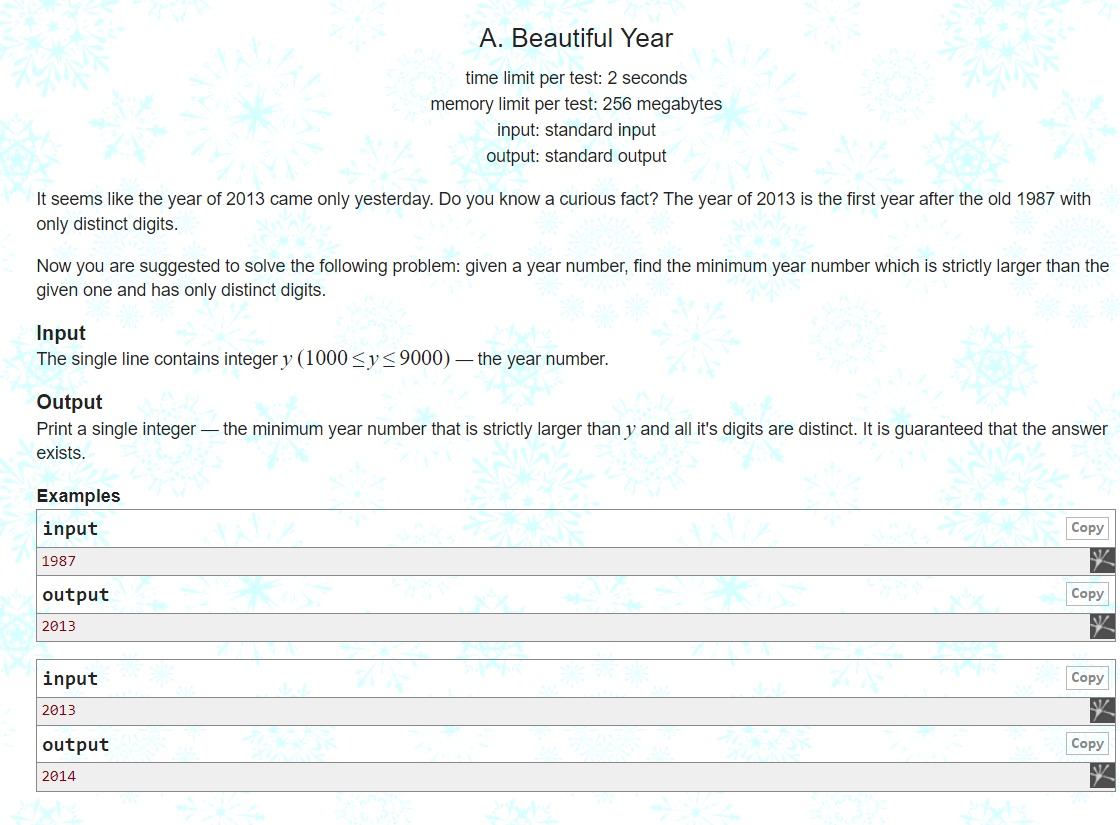 A. Beautiful Year
time limit per test: 2 seconds
memory limit per test: 256 megabytes
input: standard input
output: standard output
It seems like the year of 2013 came only yesterday. Do you know a curious fact? The year of 2013 is the first year after the old 1987 with
only distinct digits.
Now you are suggested to solve the following problem: given a year number, find the minimum year number which is strictly larger than the
given one and has only distinct digits.
Input
The single line contains integer y (1000 ≤ y ≤ 9000) — the year number.
Output
Print a single integer — the minimum year number that is strictly larger than y and all it's digits are distinct. It is guaranteed that the answer
exists.
Examples
input Copy
1987
output Copy
2013
input Copy
2013
output Copy
2014